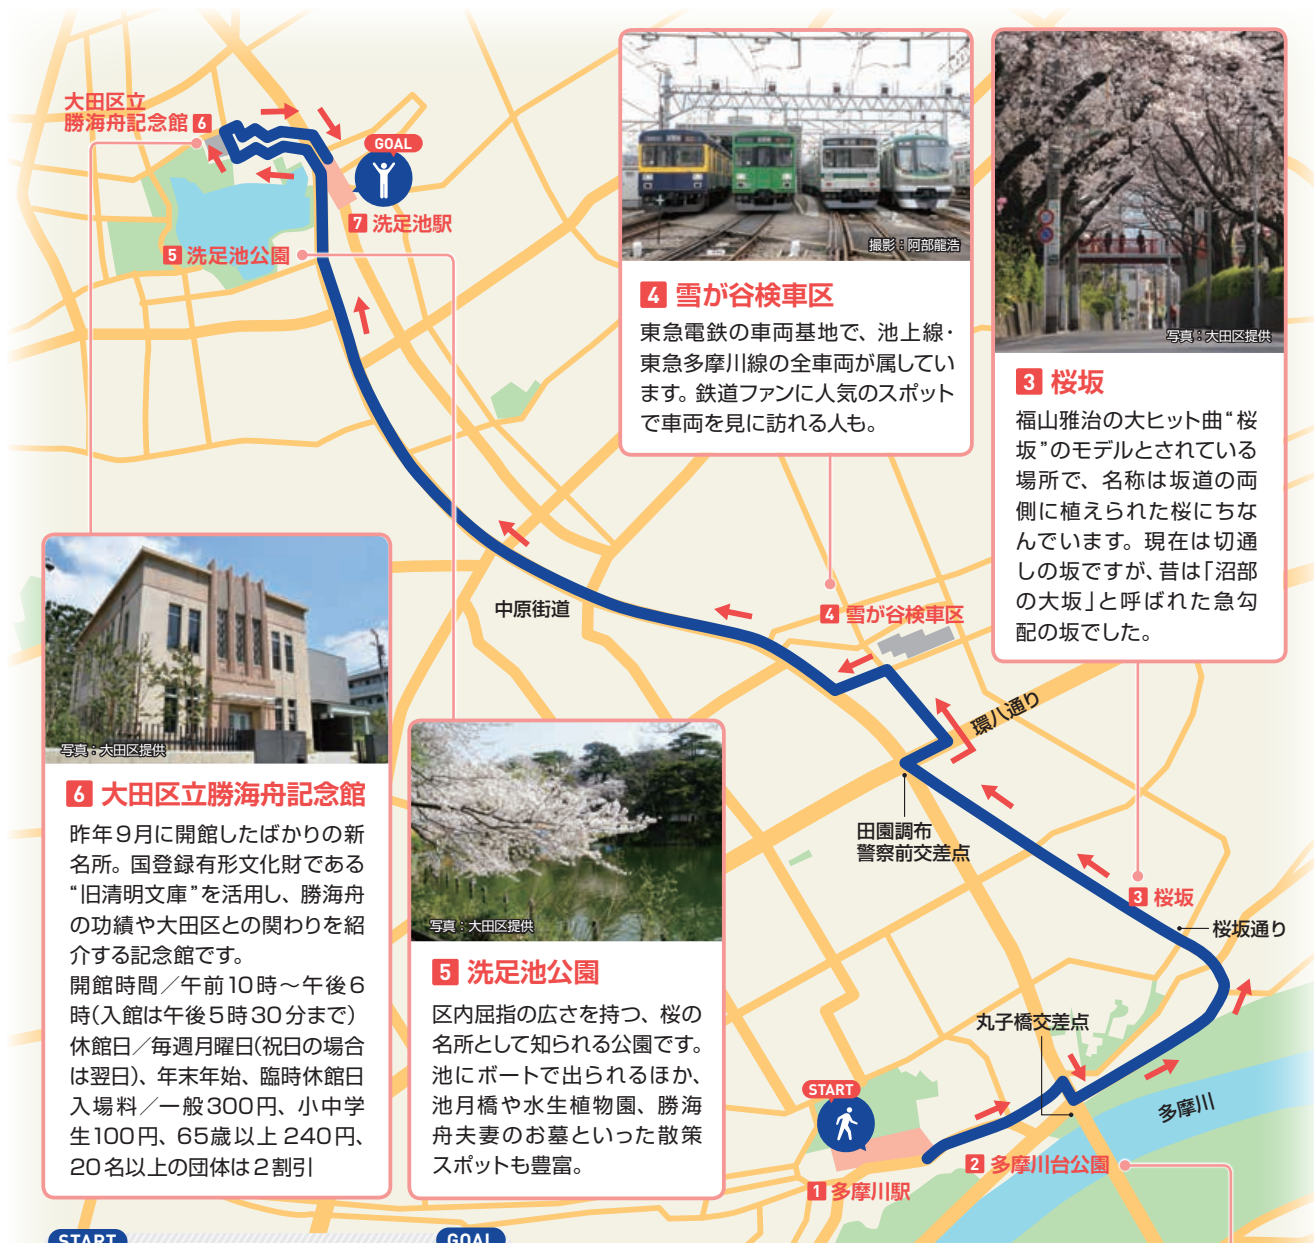 大田区立
勝海舟記念館 6
GOAL
7 洗足池駅
5 洗足池公園
撮影：阿部龍浩
4 雪が谷検車区
東急電鉄の車両基地で、池上線・
東急多摩川線の全車両が属してい
ます。鉄道ファンに人気のスポット
で車両を見に訪れる人も。
写真：大田区提供
3 桜坂
福山雅治の大ヒット曲“桜
坂”のモデルとされている
場所で、名称は坂道の両
側に植えられた桜にちな
んでいます。現在は切通
しの坂ですが、昔は「沼部
の大坂」と呼ばれた急勾
配の坂でした。
中原街道
4 雪が谷検車区
環八通り
田園調布
警察前交差点
3 桜坂
桜坂通り
丸子橋交差点
多摩川
START
2 多摩川台公園
1 多摩川駅
写真：大田区提供
6 大田区立勝海舟記念館
昨年9月に開館したばかりの新
名所。国登録有形文化財である
“旧清明文庫”を活用し、勝海舟
の功績や大田区との関わりを紹
介する記念館です。
開館時間／午前10時～午後6
時(入館は午後5時30分まで)
休館日／毎週月曜日(祝日の場合
は翌日)、年末年始、臨時休館日
入場料／一般300円、小中学
生100円、65歳以上240円、
20名以上の団体は2割引
写真：大田区提供
5 洗足池公園
区内屈指の広さを持つ、桜の
名所として知られる公園です。
池にボートで出られるほか、
池月橋や水生植物園、勝海
舟夫妻のお墓といった散策
スポットも豊富。
START
GOAL